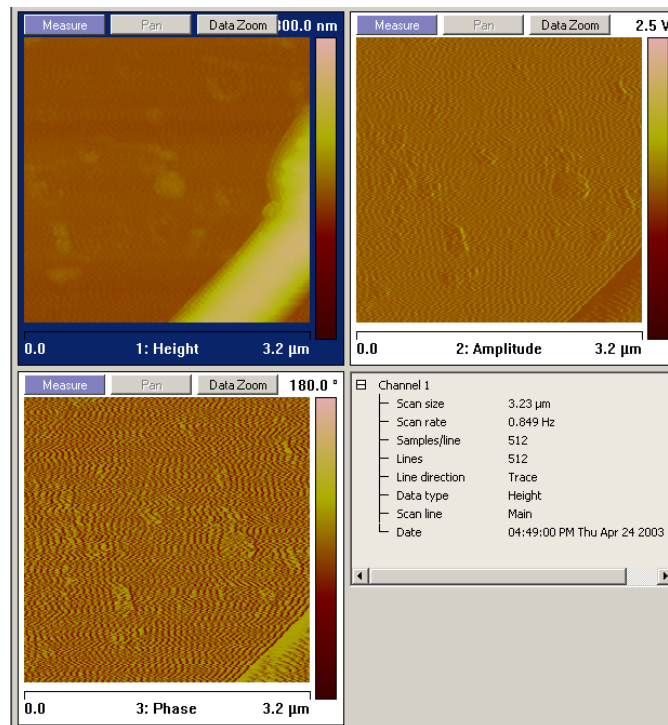 Measure Pan Data Zoom 300.0 nm
0.0 1: Height 3.2 µm
Measure Pan Data Zoom 2.5 V
0.0 2: Amplitude 3.2 µm
Measure Pan Data Zoom 180.0 °
0.0 3: Phase 3.2 µm
Channel 1
Scan size 3.23 µm
Scan rate 0.849 Hz
Samples/line 512
Lines 512
Line direction Trace
Data type Height
Scan line Main
Date 04:49:00 PM Thu Apr 24 2003